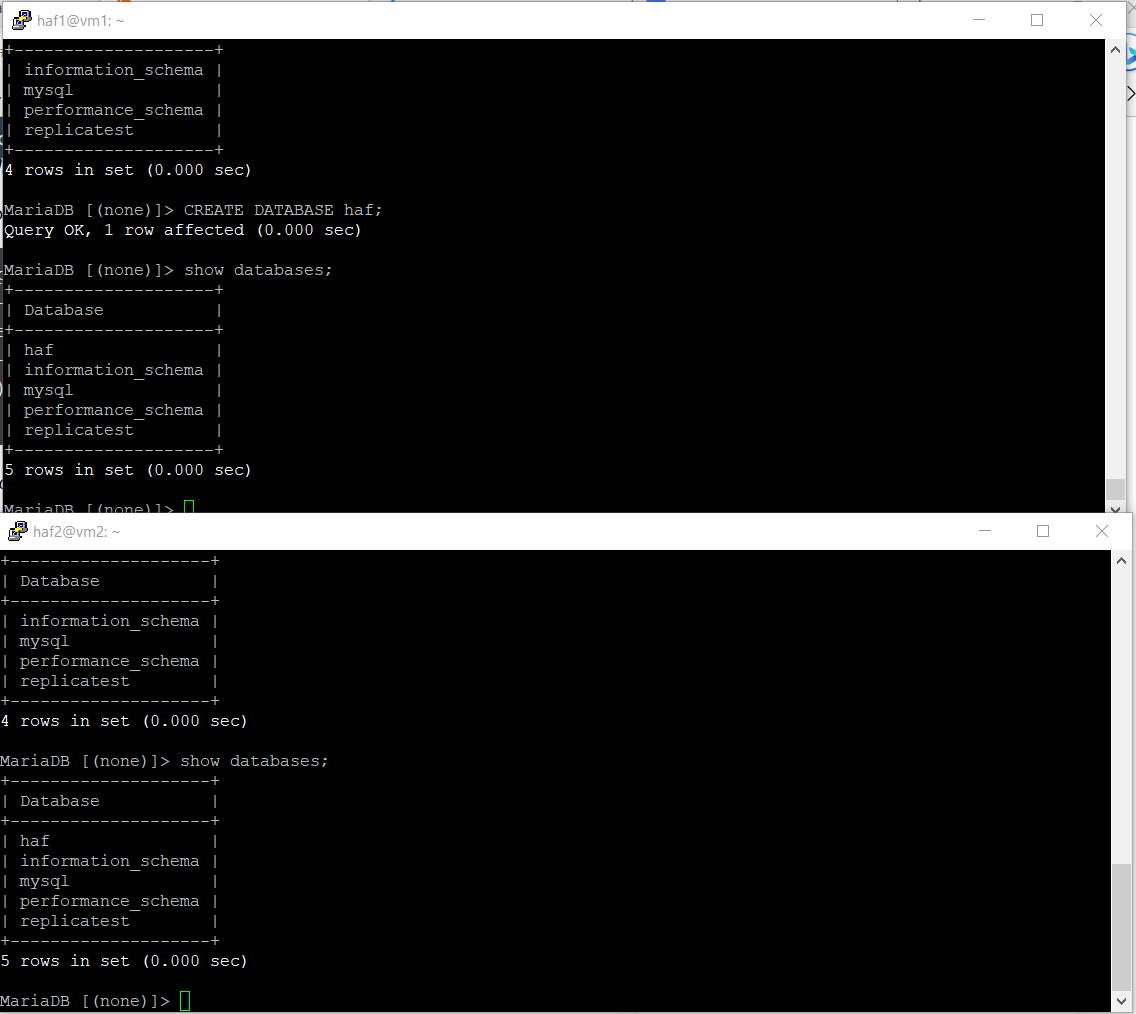 haf1@vm1: ~
+--------------------+
| information_schema |
| mysql              |
| performance_schema |
| replicatest        |
+--------------------+
4 rows in set (0.000 sec)
MariaDB [(none)]> CREATE DATABASE haf;
Query OK, 1 row affected (0.000 sec)
MariaDB [(none)]> show databases;
+--------------------+
| Database           |
+--------------------+
| haf                |
| information_schema |
| mysql              |
| performance_schema |
| replicatest        |
+--------------------+
5 rows in set (0.000 sec)
MariaDB [(none)]>
haf2@vm2: ~
+--------------------+
| Database           |
+--------------------+
| information_schema |
| mysql              |
| performance_schema |
| replicatest        |
+--------------------+
4 rows in set (0.000 sec)
MariaDB [(none)]> show databases;
+--------------------+
| Database           |
+--------------------+
| haf                |
| information_schema |
| mysql              |
| performance_schema |
| replicatest        |
+--------------------+
5 rows in set (0.000 sec)
MariaDB [(none)]>